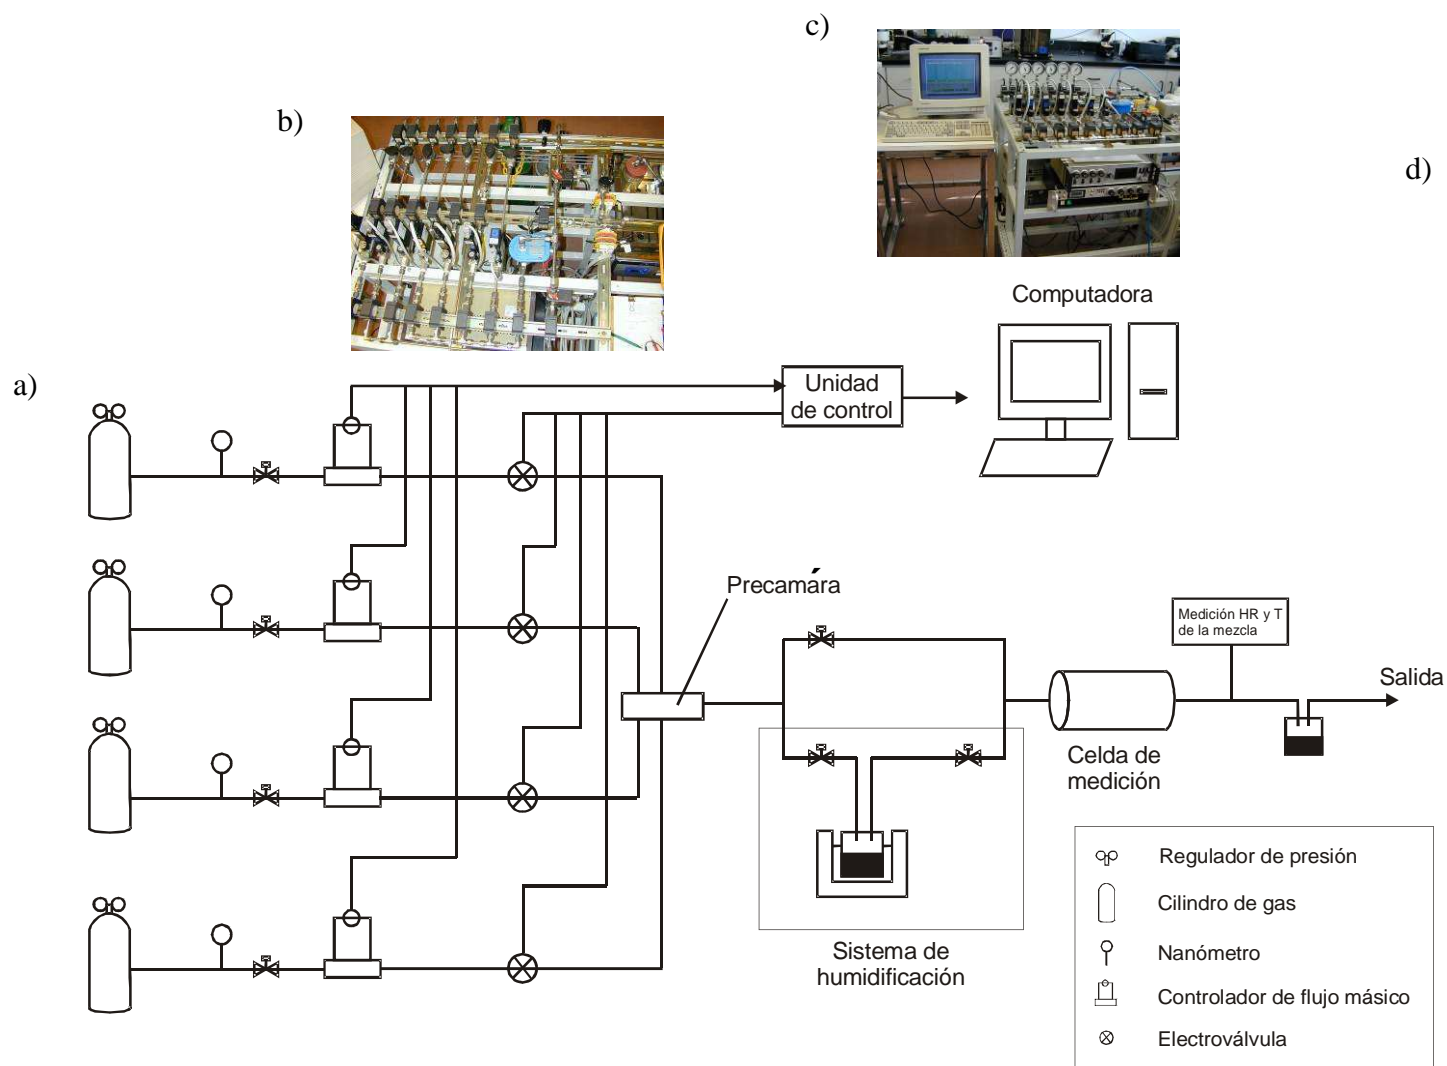 c)
b)
d)
Computadora
a)
Unidad
de control
Precamára
Medición HR y T
de la mezcla
Salida
Celda de
medición
Sistema de
humidificación
Regulador de presión
Cilindro de gas
Nanómetro
Controlador de flujo másico
Electroválvula